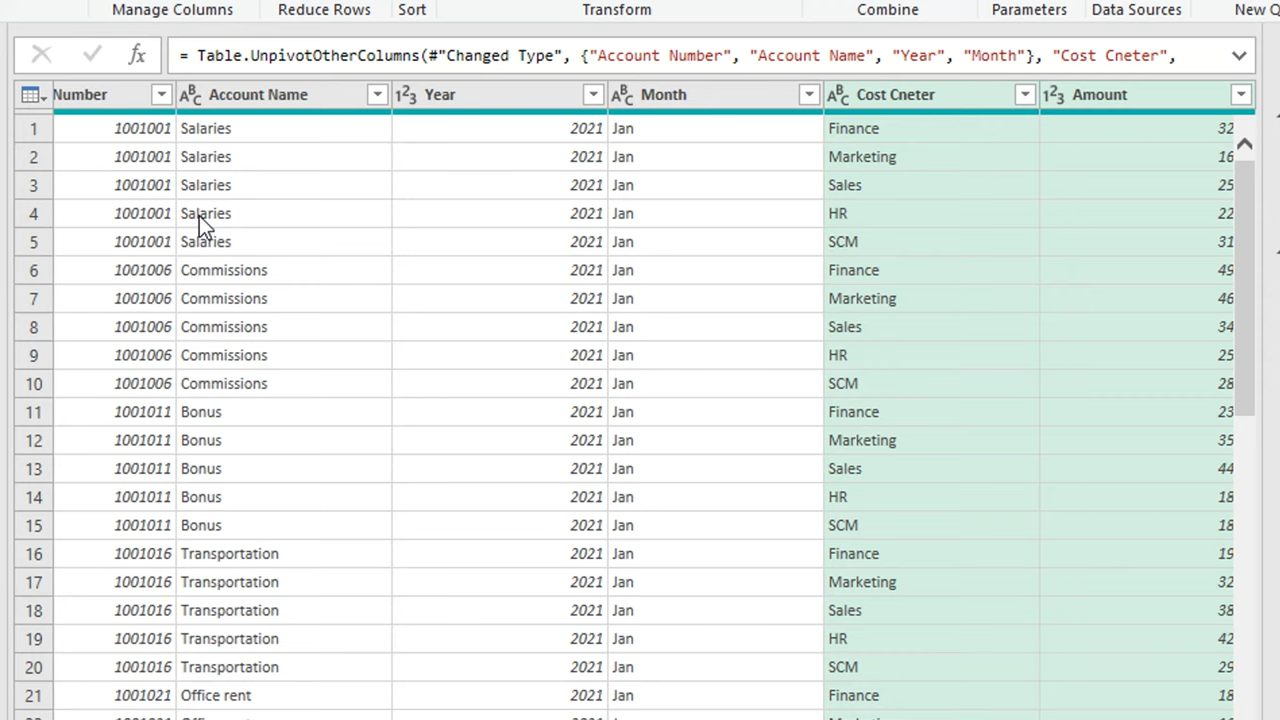 Manage Columns Reduce Rows Sort Transform Combine Parameters Data Sources New Q
fx = Table.UnpivotOtherColumns(#"Changed Type", {"Account Number", "Account Name", "Year", "Month"}, "Cost Cneter",
Number ABC Account Name 123 Year ABC Month ABC Cost Cneter 123 Amount
1 1001001 Salaries 2021 Jan Finance 32
2 1001001 Salaries 2021 Jan Marketing 16
3 1001001 Salaries 2021 Jan Sales 25
4 1001001 Salaries 2021 Jan HR 22
5 1001001 Salaries 2021 Jan SCM 31
6 1001006 Commissions 2021 Jan Finance 49
7 1001006 Commissions 2021 Jan Marketing 46
8 1001006 Commissions 2021 Jan Sales 34
9 1001006 Commissions 2021 Jan HR 25
10 1001006 Commissions 2021 Jan SCM 28
11 1001011 Bonus 2021 Jan Finance 23
12 1001011 Bonus 2021 Jan Marketing 35
13 1001011 Bonus 2021 Jan Sales 44
14 1001011 Bonus 2021 Jan HR 18
15 1001011 Bonus 2021 Jan SCM 18
16 1001016 Transportation 2021 Jan Finance 19
17 1001016 Transportation 2021 Jan Marketing 32
18 1001016 Transportation 2021 Jan Sales 38
19 1001016 Transportation 2021 Jan HR 42
20 1001016 Transportation 2021 Jan SCM 29
21 1001021 Office rent 2021 Jan Finance 18